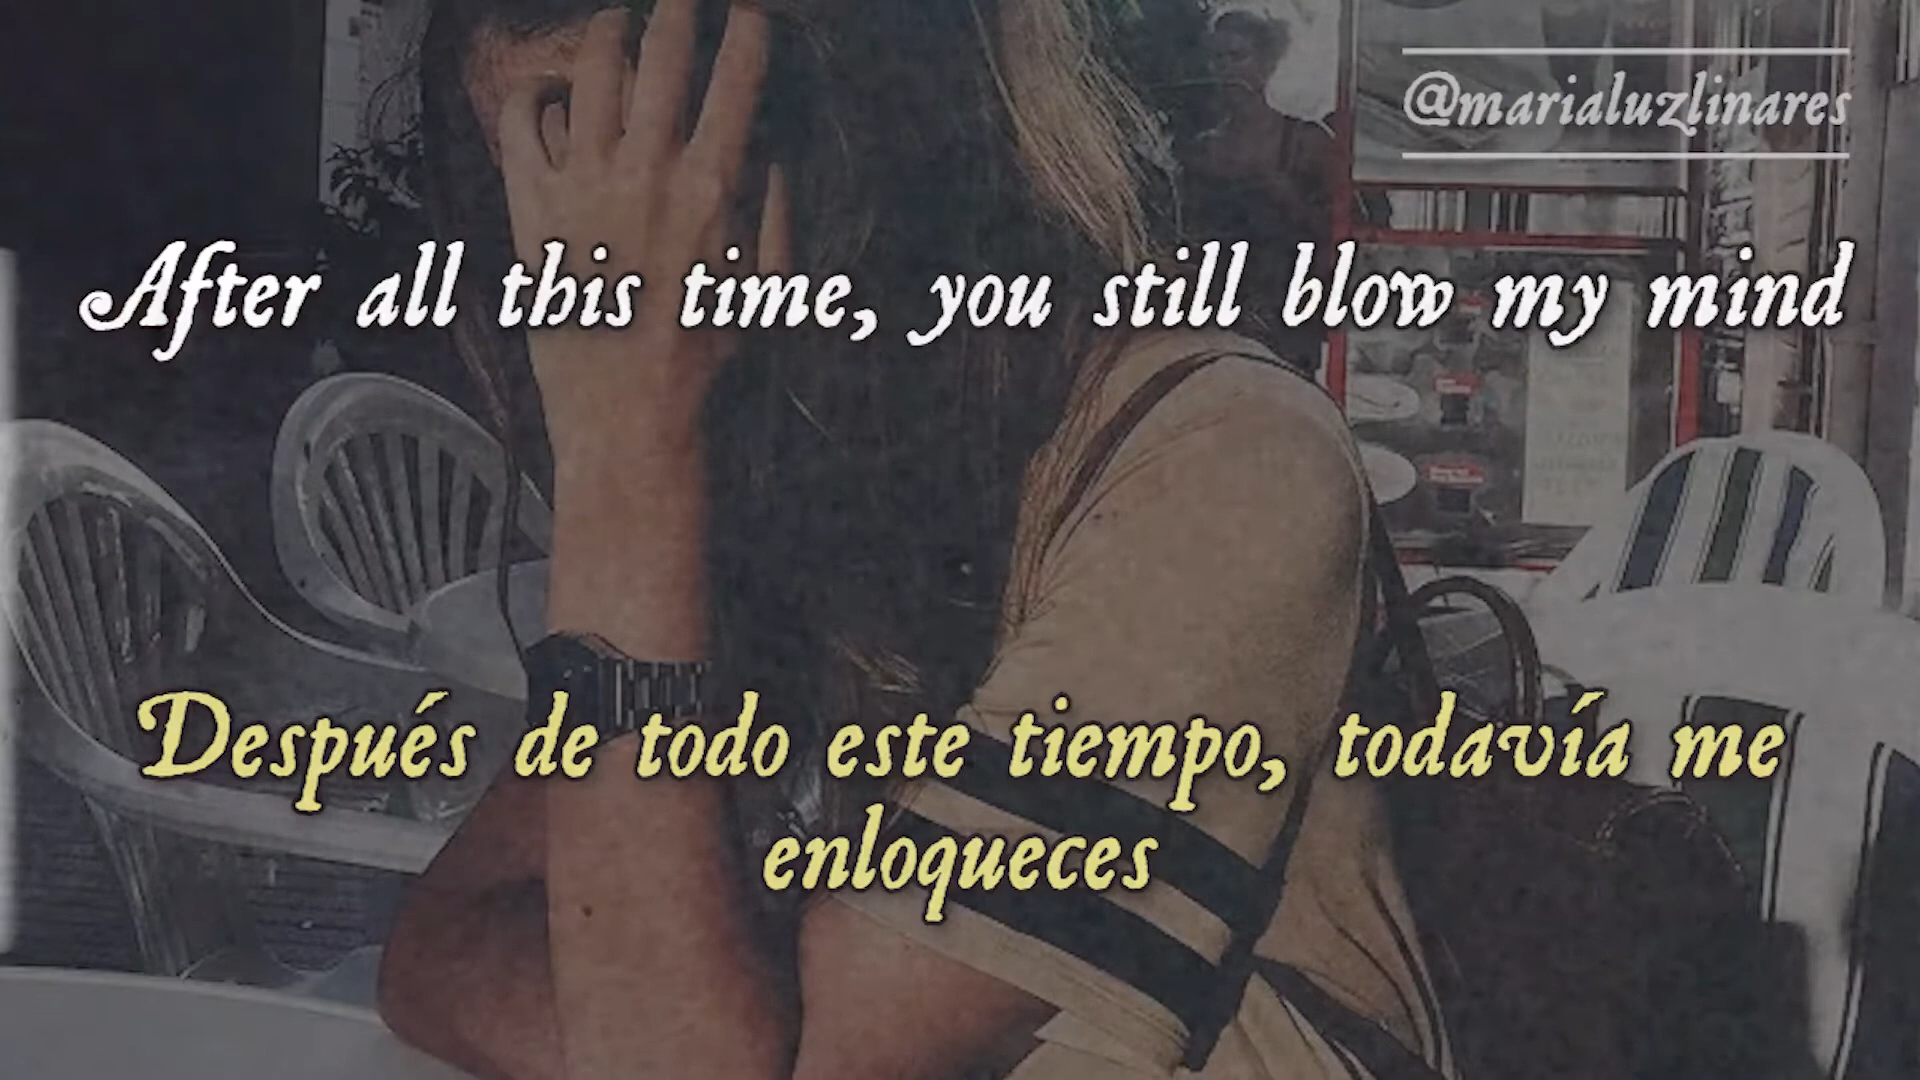 @marialuzlinares
After all this time, you still blow my mind
Después de todo este tiempo, todavía me
enloqueces